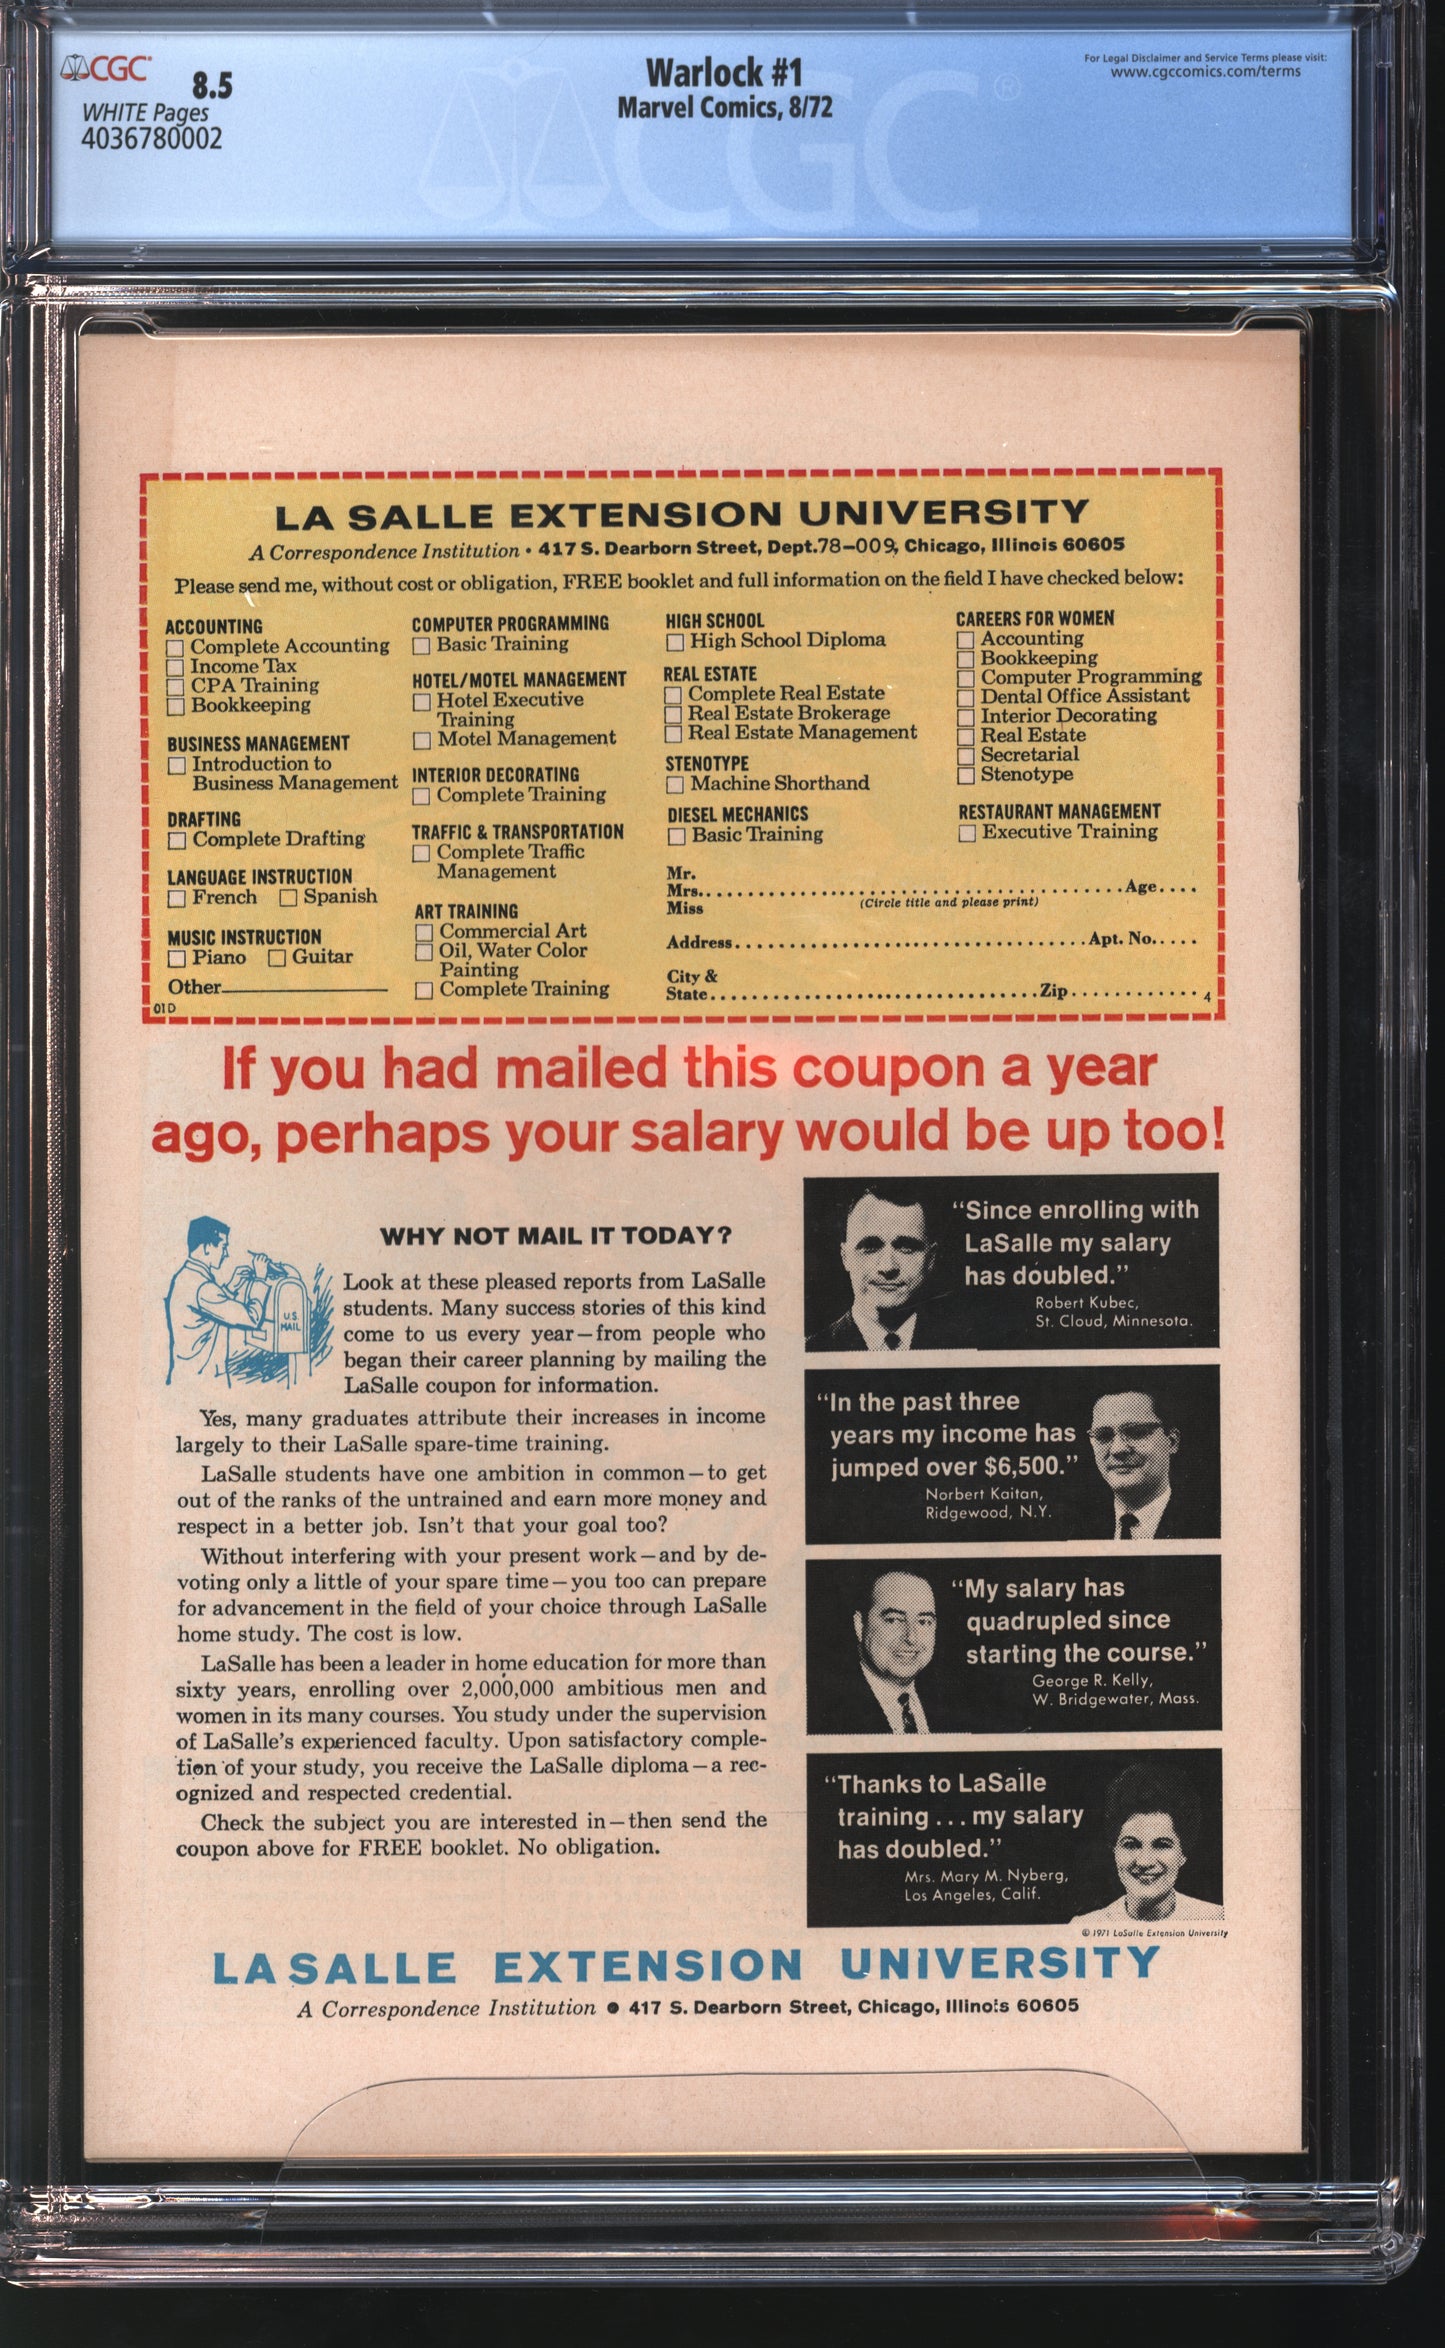 CGC
8.5
WHITE Pages
4036780002
Warlock #1
Marvel Comics, 8/72
For Legal Disclaimer and Service Terms please visit:
www.cgccomics.com/terms
CGC®
LA SALLE EXTENSION UNIVERSITY
A Correspondence Institution • 417 S. Dearborn Street, Dept.78-009, Chicago, Illinois 60605
Please send me, without cost or obligation, FREE booklet and full information on the field I have checked below:
ACCOUNTING
Complete Accounting
Income Tax
CPA Training
Bookkeeping
BUSINESS MANAGEMENT
Introduction to
Business Management
DRAFTING
Complete Drafting
LANGUAGE INSTRUCTION
French Spanish
MUSIC INSTRUCTION
Piano Guitar
Other
01D
COMPUTER PROGRAMMING
Basic Training
HOTEL/MOTEL MANAGEMENT
Hotel Executive
Training
Motel Management
INTERIOR DECORATING
Complete Training
TRAFFIC & TRANSPORTATION
Complete Traffic
Management
ART TRAINING
Commercial Art
Oil, Water Color
Painting
Complete Training
HIGH SCHOOL
High School Diploma
REAL ESTATE
Complete Real Estate
Real Estate Brokerage
Real Estate Management
STENOTYPE
Machine Shorthand
DIESEL MECHANICS
Basic Training
CAREERS FOR WOMEN
Accounting
Bookkeeping
Computer Programming
Dental Office Assistant
Interior Decorating
Real Estate
Secretarial
Stenotype
RESTAURANT MANAGEMENT
Executive Training
Mr.
Mrs. Age
Miss (Circle title and please print)
Address Apt. No.
City &
State Zip
4
If you had mailed this coupon a year
ago, perhaps your salary would be up too!
WHY NOT MAIL IT TODAY?
U.S.
MAIL
Look at these pleased reports from LaSalle
students. Many success stories of this kind
come to us every year—from people who
began their career planning by mailing the
LaSalle coupon for information.
Yes, many graduates attribute their increases in income
largely to their LaSalle spare-time training.
LaSalle students have one ambition in common—to get
out of the ranks of the untrained and earn more money and
respect in a better job. Isn't that your goal too?
Without interfering with your present work—and by de-
voting only a little of your spare time—you too can prepare
for advancement in the field of your choice through LaSalle
home study. The cost is low.
LaSalle has been a leader in home education for more than
sixty years, enrolling over 2,000,000 ambitious men and
women in its many courses. You study under the supervision
of LaSalle's experienced faculty. Upon satisfactory comple-
tion of your study, you receive the LaSalle diploma—a rec-
ognized and respected credential.
Check the subject you are interested in—then send the
coupon above for FREE booklet. No obligation.
"Since enrolling with
LaSalle my salary
has doubled."
Robert Kubec,
St. Cloud, Minnesota.
"In the past three
years my income has
jumped over $6,500."
Norbert Kaitan,
Ridgewood, N.Y.
"My salary has
quadrupled since
starting the course."
George R. Kelly,
W. Bridgewater, Mass.
"Thanks to LaSalle
training . . . my salary
has doubled."
Mrs. Mary M. Nyberg,
Los Angeles, Calif.
© 1971 LaSalle Extension University
LASALLE EXTENSION UNIVERSITY
A Correspondence Institution • 417 S. Dearborn Street, Chicago, Illinois 60605